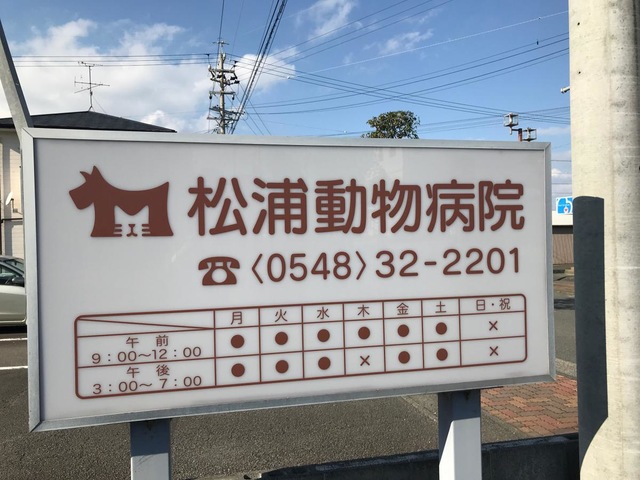 松浦動物病院
☎〈0548〉32-2201
月 火 水 木 金 土 日・祝
午前 9:00〜12:00 ● ● ● ● ● ● ×
午後 3:00〜7:00 ● ● ● × ● ● ×